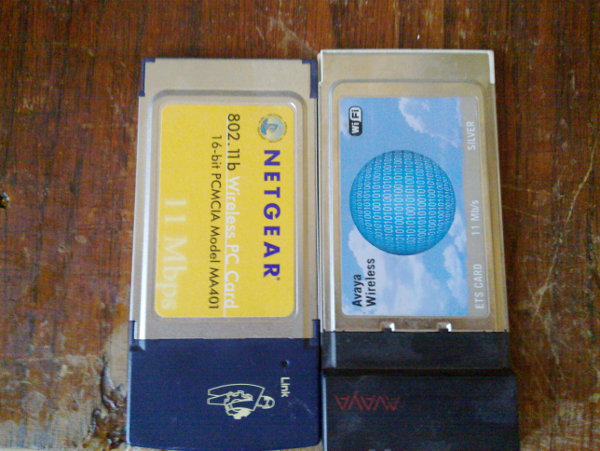 NETGEAR
802.11b Wireless PC Card
16-bit PCMCIA Model MA401
11 Mbps
Link
WiFi
Avaya
Wireless
ETS CARD 11 Mb/s SILVER
AVAYA